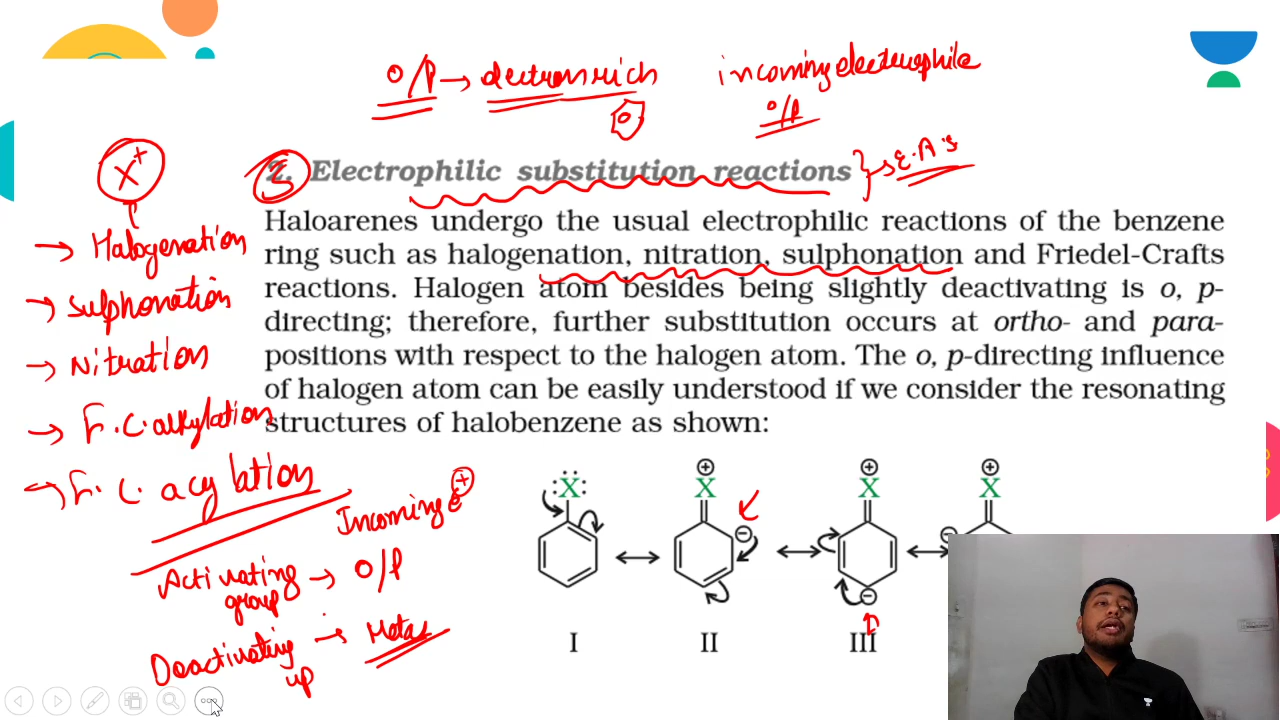 O/P → electron rich
incoming electrophile
O/P
X+
2. Electrophilic substitution reactions
→ E.A's
Haloarenes undergo the usual electrophilic reactions of the benzene
ring such as halogenation, nitration, sulphonation and Friedel-Crafts
reactions. Halogen atom besides being slightly deactivating is o, p-
directing; therefore, further substitution occurs at ortho- and para-
positions with respect to the halogen atom. The o, p-directing influence
of halogen atom can be easily understood if we consider the resonating
structures of halobenzene as shown:
→ Halogenation
→ Sulphonation
→ Nitration
→ F.C. alkylation
→ F.C. acylation
Incoming e+
Activating group → O/P
Deactivating gp → Meta
X X X X
I II III